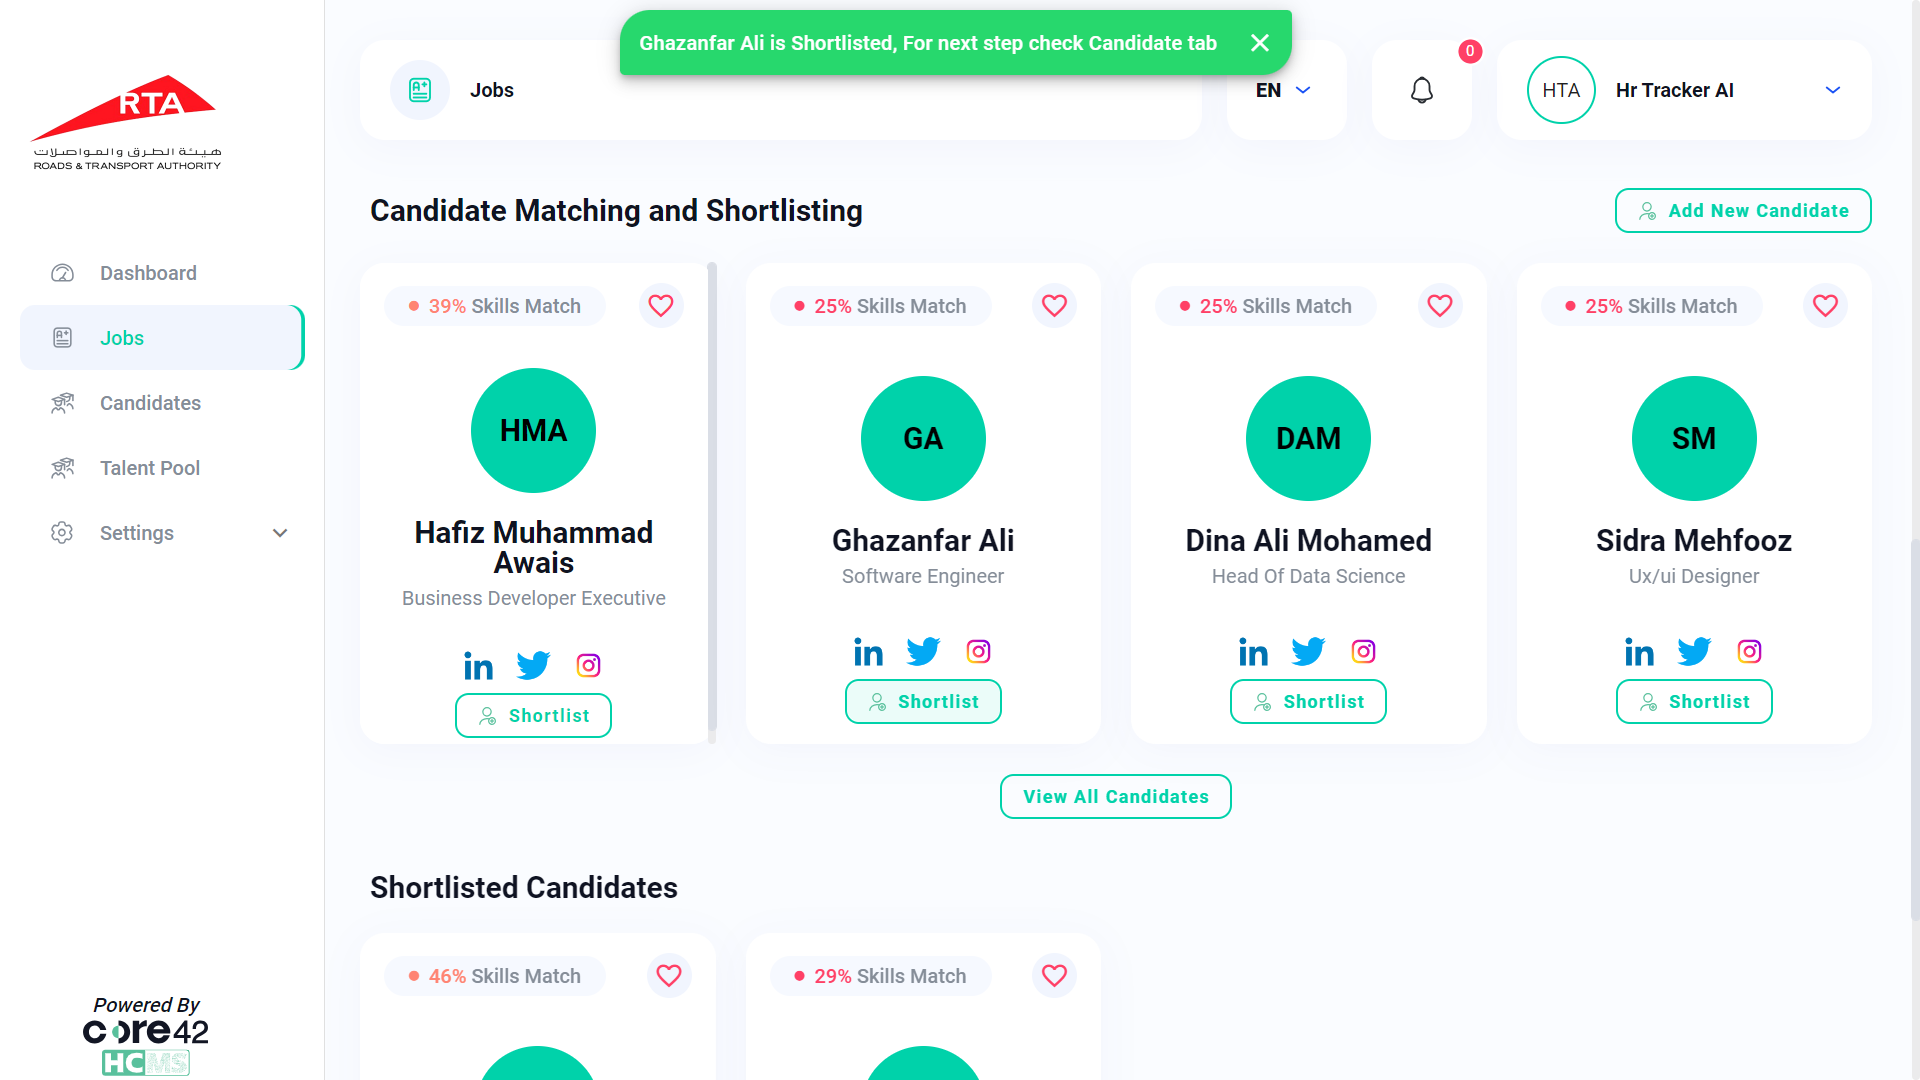 RTA
هيئة الطرق والمواصلات
ROADS & TRANSPORT AUTHORITY
Dashboard
Jobs
Candidates
Talent Pool
Settings
Powered By
core42
HCMS
Ghazanfar Ali is Shortlisted, For next step check Candidate tab
Jobs
EN
0
HTA
Hr Tracker AI
Candidate Matching and Shortlisting
Add New Candidate
39% Skills Match
HMA
Hafiz Muhammad
Awais
Business Developer Executive
Shortlist
25% Skills Match
GA
Ghazanfar Ali
Software Engineer
Shortlist
25% Skills Match
DAM
Dina Ali Mohamed
Head Of Data Science
Shortlist
25% Skills Match
SM
Sidra Mehfooz
Ux/ui Designer
Shortlist
View All Candidates
Shortlisted Candidates
46% Skills Match
29% Skills Match